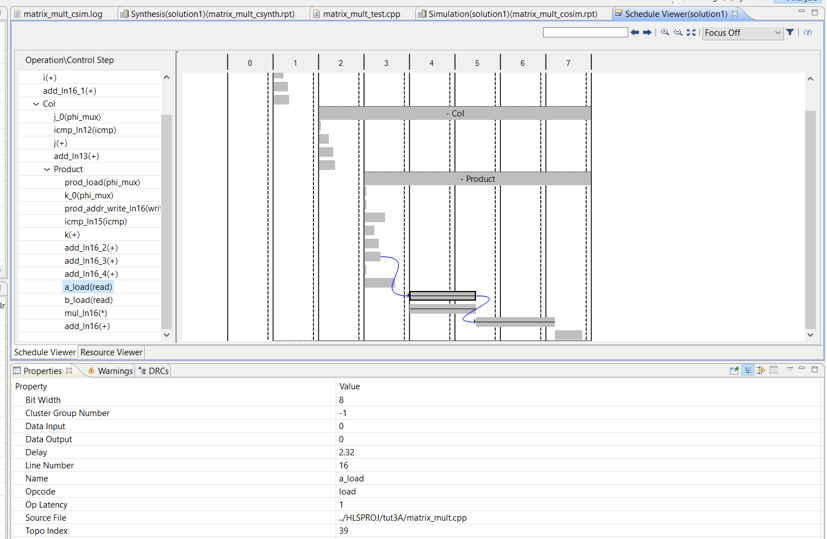 matrix_mult_csim.log
Synthesis(solution1)(matrix_mult_csynth.rpt)
matrix_mult_test.cpp
Simulation(solution1)(matrix_mult_cosim.rpt)
Schedule Viewer(solution1)
Focus Off
Operation\Control Step
0 1 2 3 4 5 6 7
i(+)
add_ln16_1(+)
Col
- Col
j_0(phi_mux)
icmp_ln12(icmp)
j(+)
add_ln13(+)
Product
- Product
prod_load(phi_mux)
k_0(phi_mux)
prod_addr_write_ln16(wri
icmp_ln15(icmp)
k(+)
add_ln16_2(+)
add_ln16_3(+)
add_ln16_4(+)
a_load(read)
b_load(read)
mul_ln16(*)
add_ln16(+)
Schedule Viewer
Resource Viewer
Properties
Warnings
DRCs
Property Value
Bit Width 8
Cluster Group Number -1
Data Input 0
Data Output 0
Delay 2.32
Line Number 16
Name a_load
Opcode load
Op Latency 1
Source File ../HLSPROJ/tut3A/matrix_mult.cpp
Topo Index 39